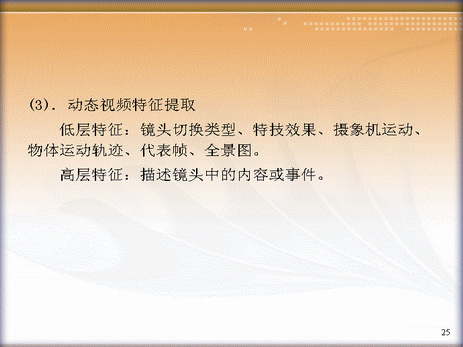 (3)．动态视频特征提取
低层特征：镜头切换类型、特技效果、摄象机运动、
物体运动轨迹、代表帧、全景图。
高层特征：描述镜头中的内容或事件。
25